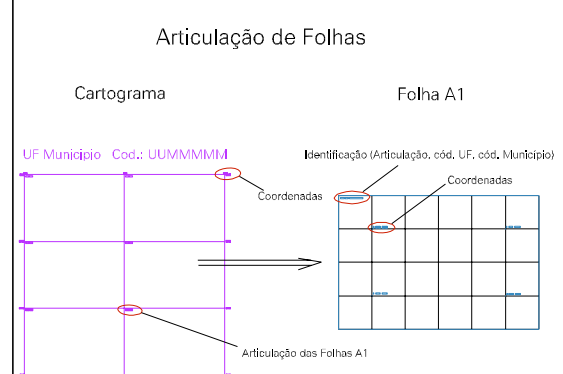 Articulação de Folhas
Cartograma
Folha A1
UF Municipio Cod.: UUMMMMM
Identificação (Articulação, cód. UF, cód. Município)
Coordenadas
Coordenadas
Articulação das Folhas A1